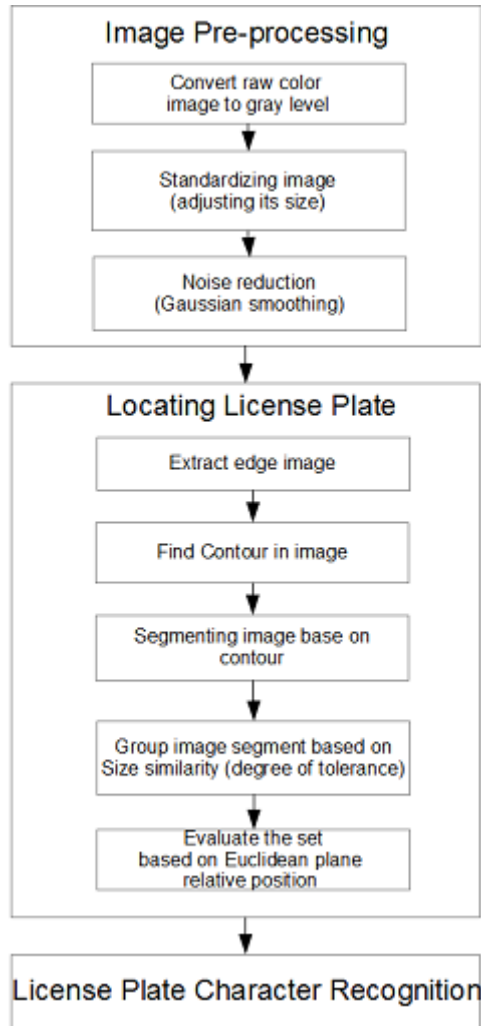 Image Pre-processing
Convert raw color
image to gray level
Standardizing image
(adjusting its size)
Noise reduction
(Gaussian smoothing)
Locating License Plate
Extract edge image
Find Contour in image
Segmenting image base on
contour
Group image segment based on
Size similarity (degree of tolerance)
Evaluate the set
based on Euclidean plane
relative position
License Plate Character Recognition